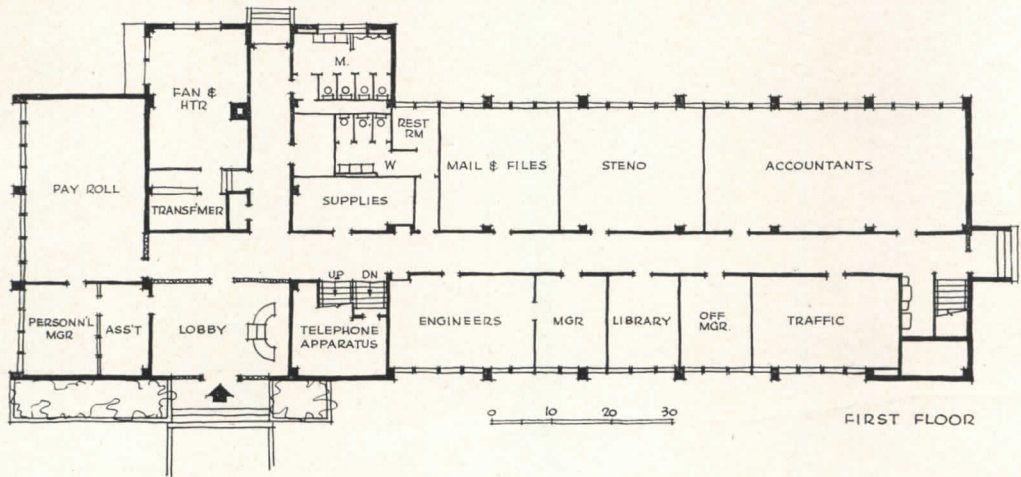 M.
FAN &
HTR
REST
RM
MAIL & FILES
STENO
ACCOUNTANTS
W
PAY ROLL
SUPPLIES
TRANSF'MER
UP DN
PERSONN'L
MGR
ASS'T
LOBBY
TELEPHONE
APPARATUS
ENGINEERS
MGR
LIBRARY
OFF
MGR.
TRAFFIC
0 10 20 30
FIRST FLOOR